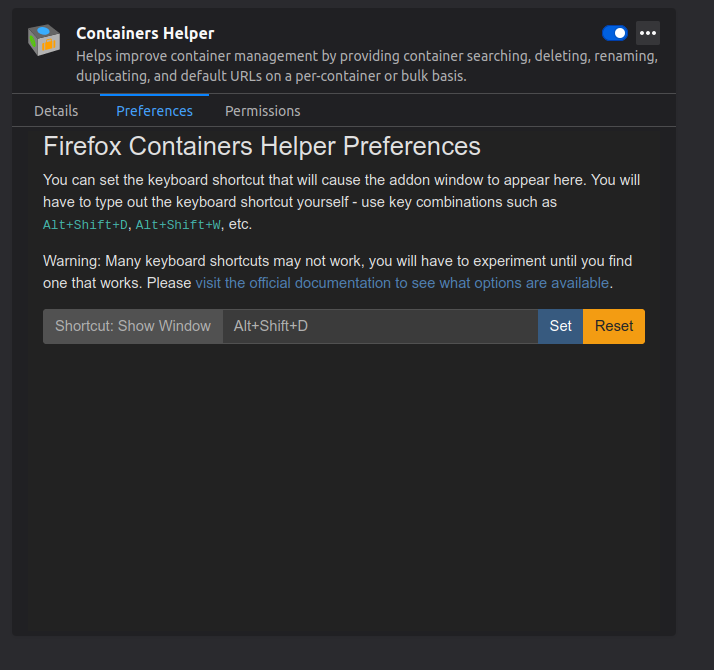 Containers Helper
Helps improve container management by providing container searching, deleting, renaming,
duplicating, and default URLs on a per-container or bulk basis.
Details Preferences Permissions
Firefox Containers Helper Preferences
You can set the keyboard shortcut that will cause the addon window to appear here. You will
have to type out the keyboard shortcut yourself - use key combinations such as
Alt+Shift+D, Alt+Shift+W, etc.
Warning: Many keyboard shortcuts may not work, you will have to experiment until you find
one that works. Please visit the official documentation to see what options are available.
Shortcut: Show Window Alt+Shift+D Set Reset